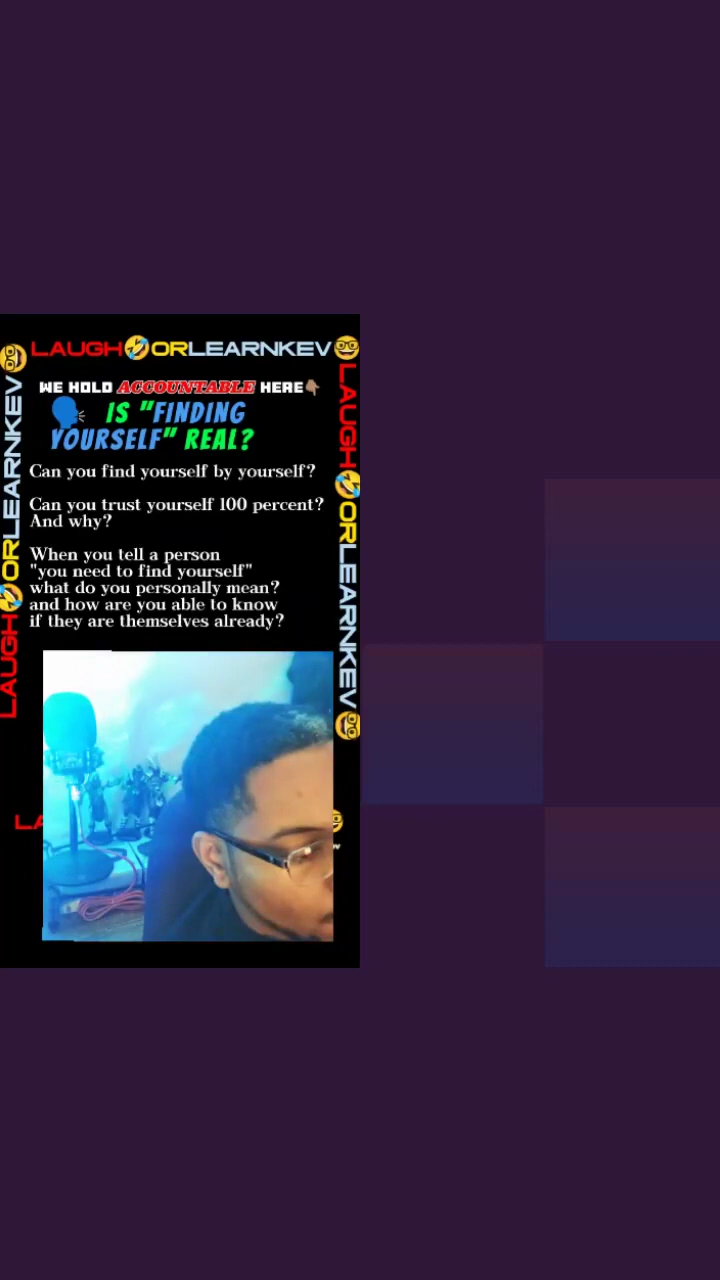 LAUGH🤣ORLEARNKEV🤓
WE HOLD ACCOUNTABLE HERE👇🏽
🗣 IS "FINDING
YOURSELF" REAL?
Can you find yourself by yourself?
Can you trust yourself 100 percent?
And why?
When you tell a person
"you need to find yourself"
what do you personally mean?
and how are you able to know
if they are themselves already?
LAUGH🤣ORLEARNKEV🤓
LAUGH🤣ORLEARNKEV🤓